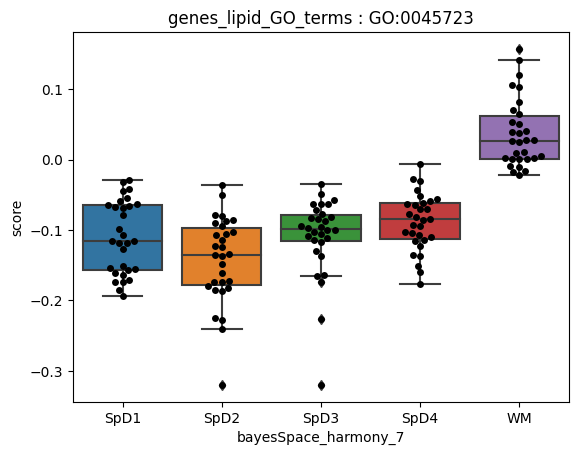 genes_lipid_GO_terms : GO:0045723
score
0.1
0.0
−0.1
−0.2
−0.3
SpD1 SpD2 SpD3 SpD4 WM
bayesSpace_harmony_7